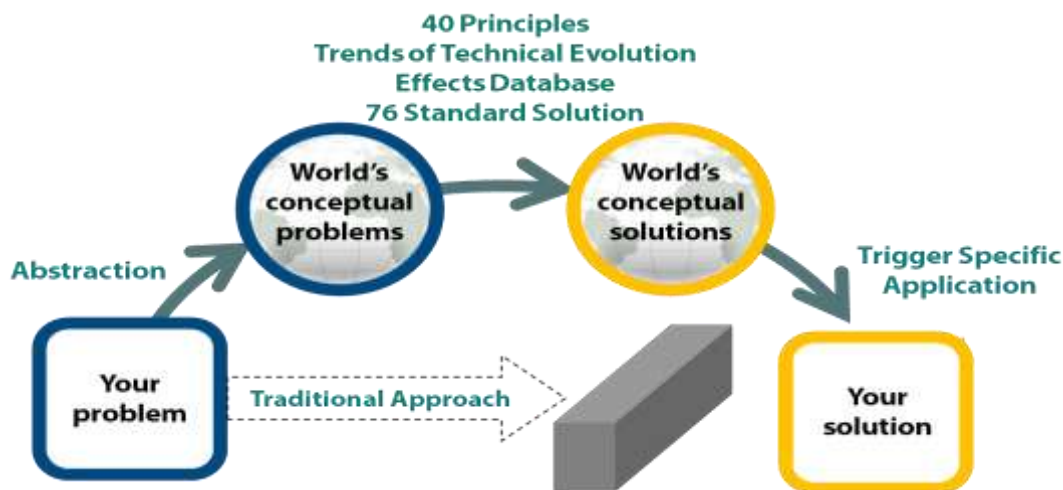 40 Principles
Trends of Technical Evolution
Effects Database
76 Standard Solution
World's
conceptual
problems
World's
conceptual
solutions
Abstraction
Trigger Specific
Application
Your
problem
Traditional Approach
Your
solution